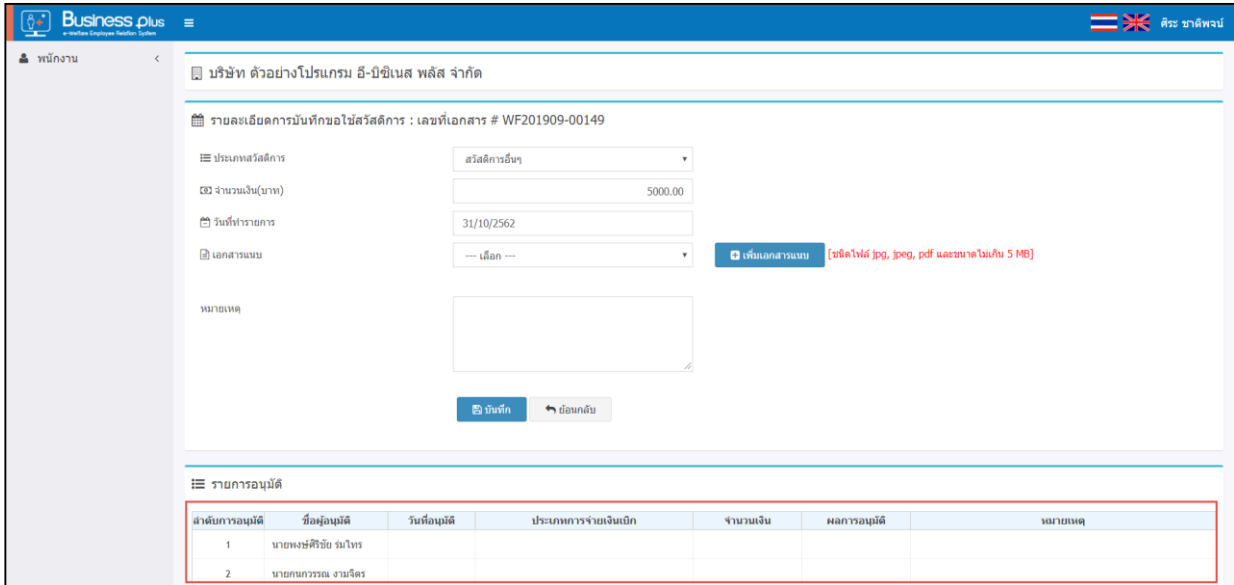 Business plus
e-Welfare Employee Relation System
ศิระ ชาติพจน์
พนักงาน
บริษัท ตัวอย่างโปรแกรม อี-บิซิเนส พลัส จำกัด
รายละเอียดการบันทึกขอใช้สวัสดิการ : เลขที่เอกสาร # WF201909-00149
ประเภทสวัสดิการ สวัสดิการอื่นๆ
จำนวนเงิน(บาท) 5000.00
วันที่ทำรายการ 31/10/2562
เอกสารแนบ --- เลือก --- เพิ่มเอกสารแนบ [ชนิดไฟล์ jpg, jpeg, pdf และขนาดไม่เกิน 5 MB]
หมายเหตุ
บันทึก ย้อนกลับ
รายการอนุมัติ
ลำดับการอนุมัติ ชื่อผู้อนุมัติ วันที่อนุมัติ ประเภทการจ่ายเงินเบิก จำนวนเงิน ผลการอนุมัติ หมายเหตุ
1 นายพงษ์ศิริชัย ร่มไทร
2 นายกนกวรรณ งามจิตร